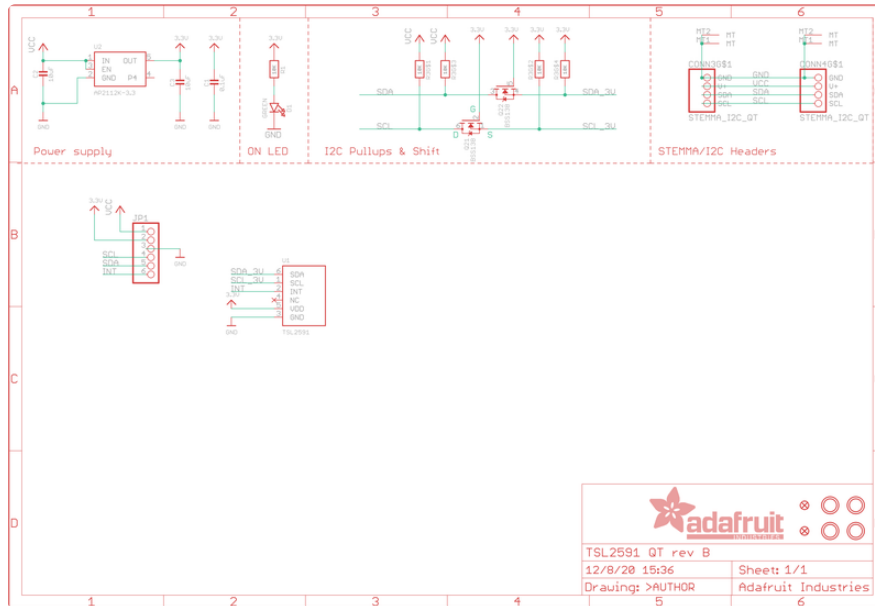 1 2 3 4 5 6
A
VCC
U2
IN OUT
EN
GND P4
AP2112K-3.3
3.3V
3.3V
10uF
10uF
GND
GND
GND
Power supply
3.3V
GREEN
GND
ON LED
VCC
3.3V
3.3V
3.3V
3.3V
SDA
SDA_3V
SCL
SCL_3V
G
D S
BSS138
BSS138
I2C Pullups & Shift
MT2 MT
MT1 MT
CONN3G$1
GND
V+
SDA
SCL
STEMMA_I2C_QT
GND
VCC
SDA
SCL
MT2 MT
MT1 MT
CONN4G$1
GND
V+
SDA
SCL
STEMMA_I2C_QT
STEMMA/I2C Headers
B
3.3V
VCC
JP1
1
2
3
4
5
6
SCL
SDA
INT
GND
U1
SDA_3V
SCL_3V
INT
3.3V
GND
SDA
SCL
INT
NC
VDD
GND
TSL2591
C
D
adafruit
INDUSTRIES
TSL2591 QT rev B
12/8/20 15:36
Sheet: 1/1
Drawing: >AUTHOR
Adafruit Industries
1 2 3 4 5 6